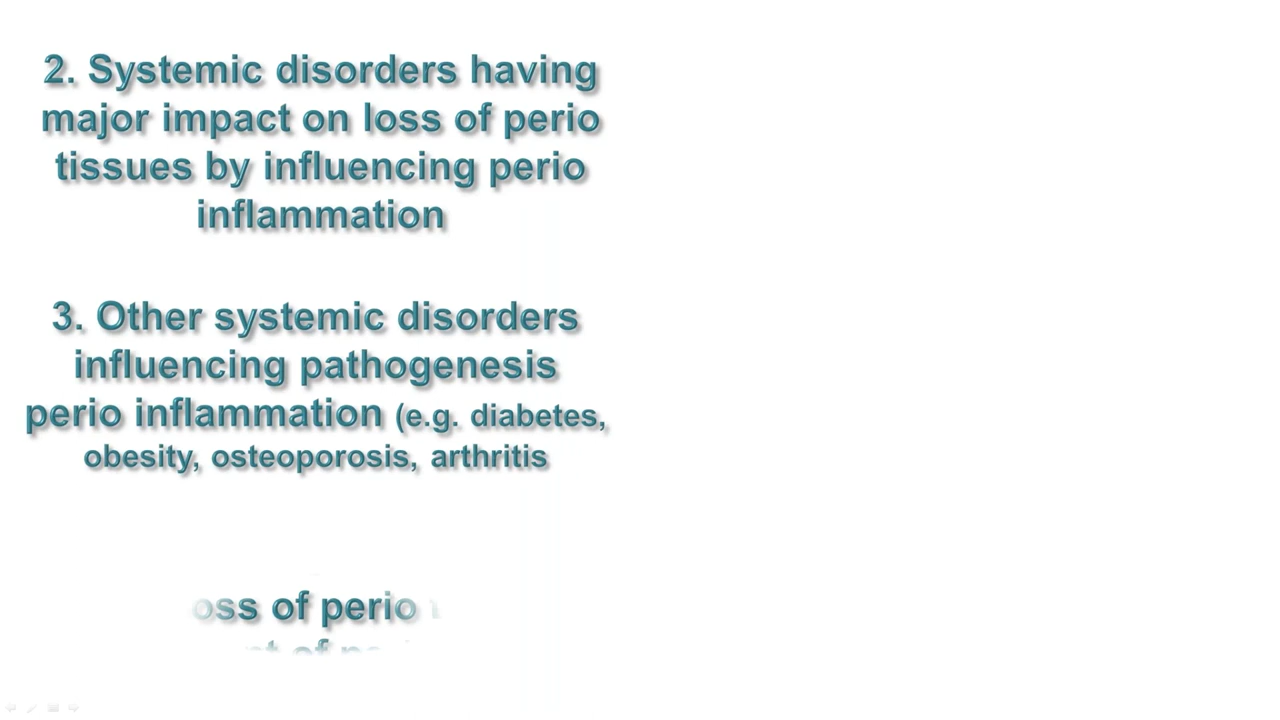 2. Systemic disorders having
major impact on loss of perio
tissues by influencing perio
inflammation
3. Other systemic disorders
influencing pathogenesis
perio inflammation (e.g. diabetes,
obesity, osteoporosis, arthritis
of perio
of